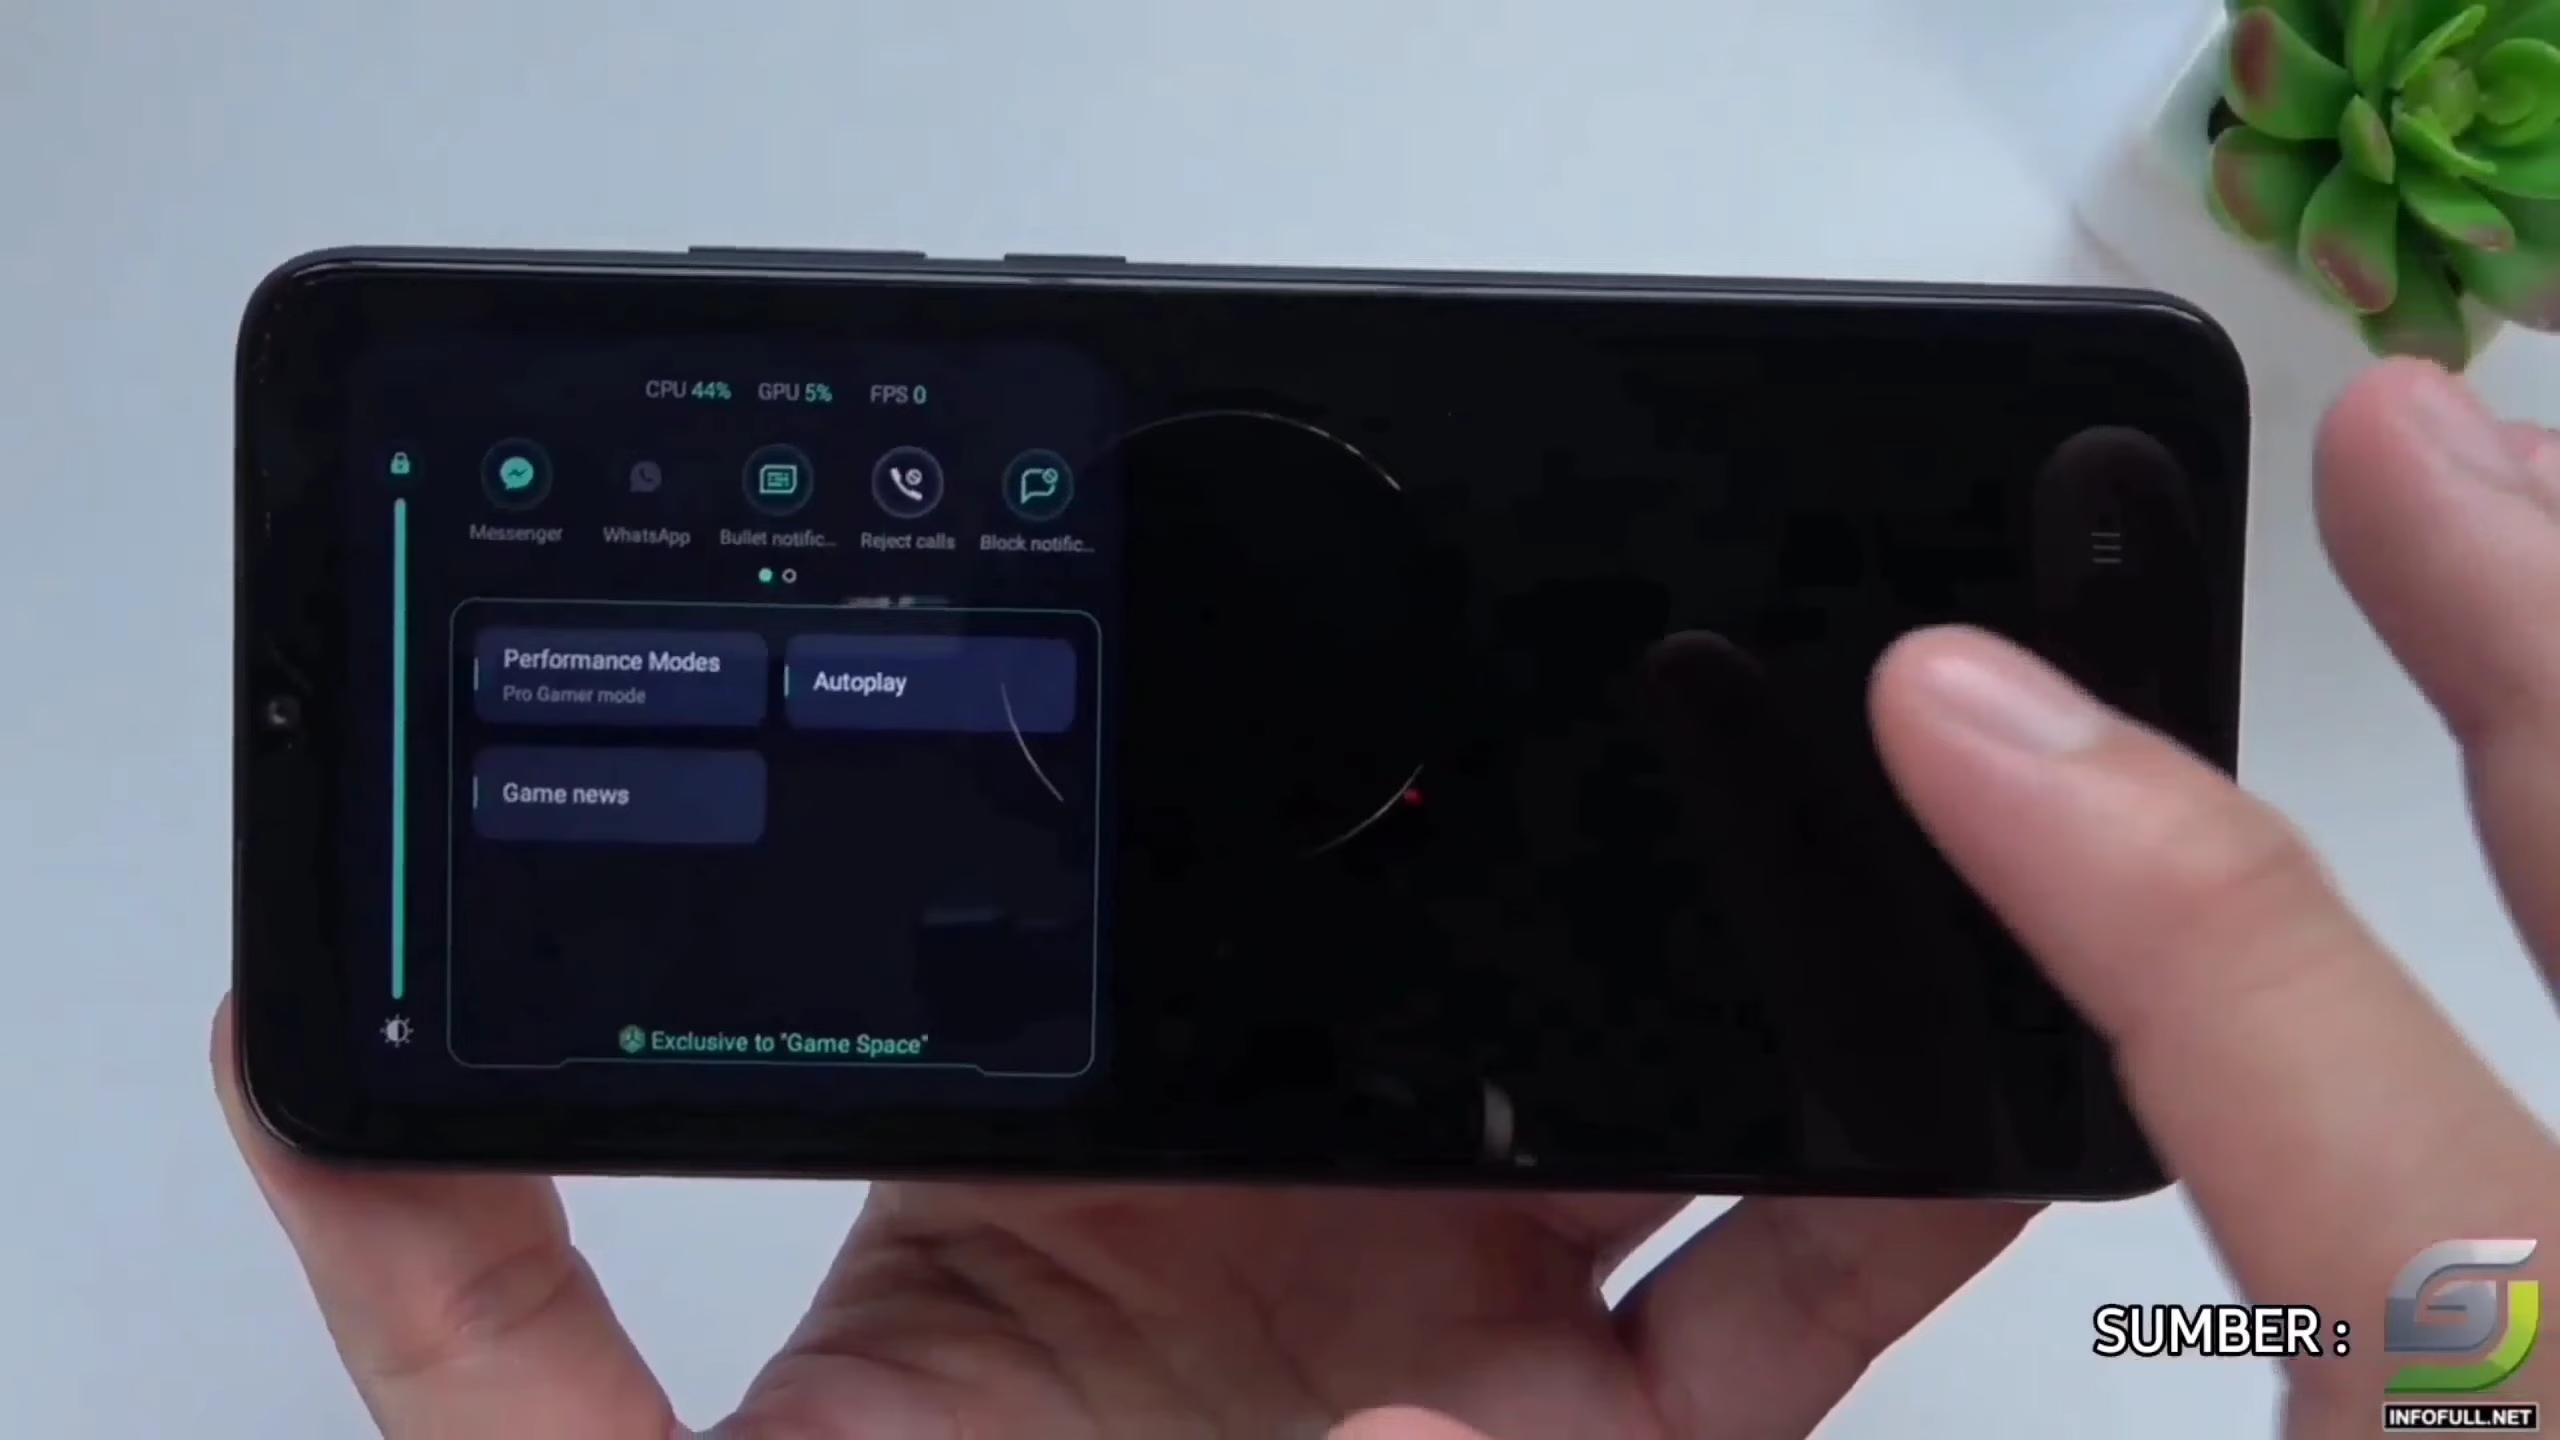 CPU 44% GPU 5% FPS 0
Messenger WhatsApp Bullet notific... Reject calls Block notific...
Performance Modes
Pro Gamer mode
Autoplay
Game news
Exclusive to "Game Space"
SUMBER :
INFOFULL.NET